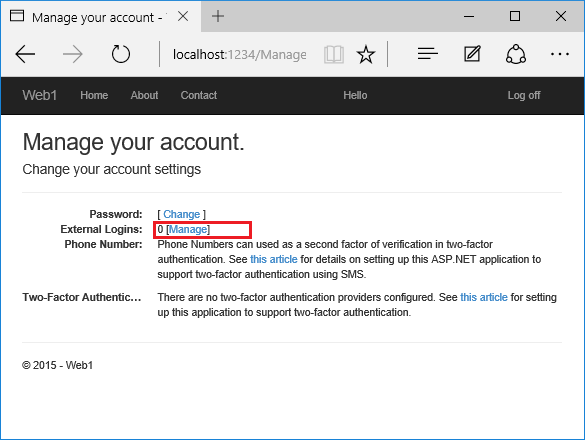 Manage your account -
localhost:1234/Manage
Web1 Home About Contact Hello Log off
Manage your account.
Change your account settings
Password: [ Change ]
External Logins: 0 [Manage]
Phone Number: Phone Numbers can used as a second factor of verification in two-factor
authentication. See this article for details on setting up this ASP.NET application to
support two-factor authentication using SMS.
Two-Factor Authentic... There are no two-factor authentication providers configured. See this article for setting
up this application to support two-factor authentication.
© 2015 - Web1